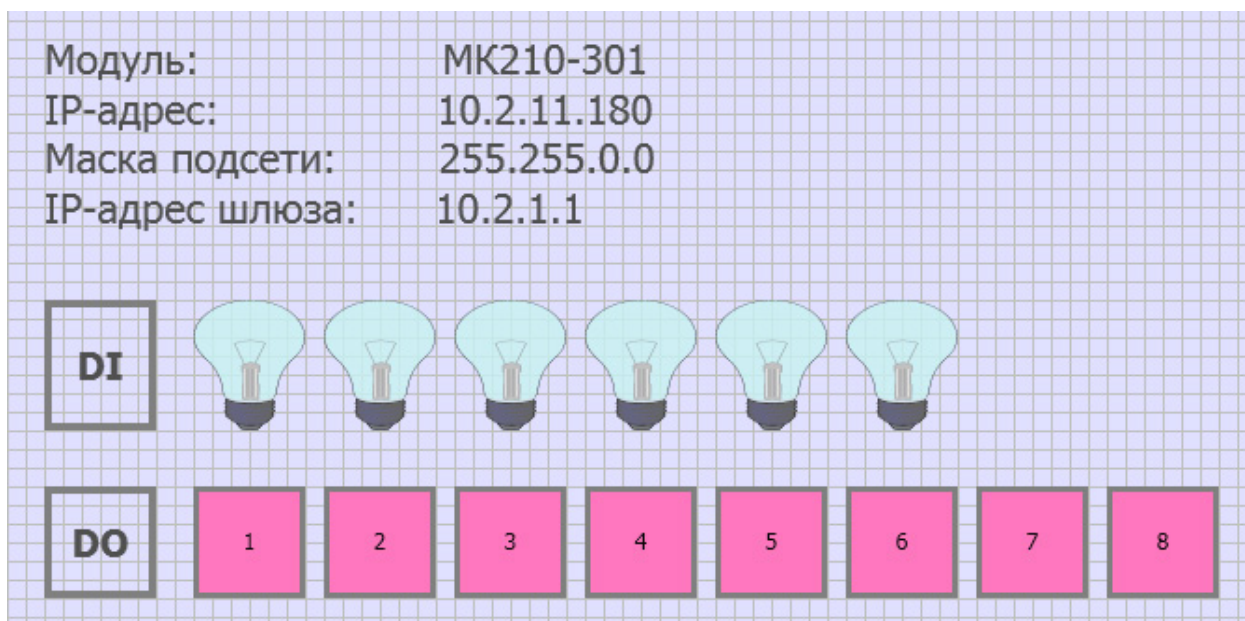 Модуль: МК210-301
IP-адрес: 10.2.11.180
Маска подсети: 255.255.0.0
IP-адрес шлюза: 10.2.1.1
DI
DO 1 2 3 4 5 6 7 8